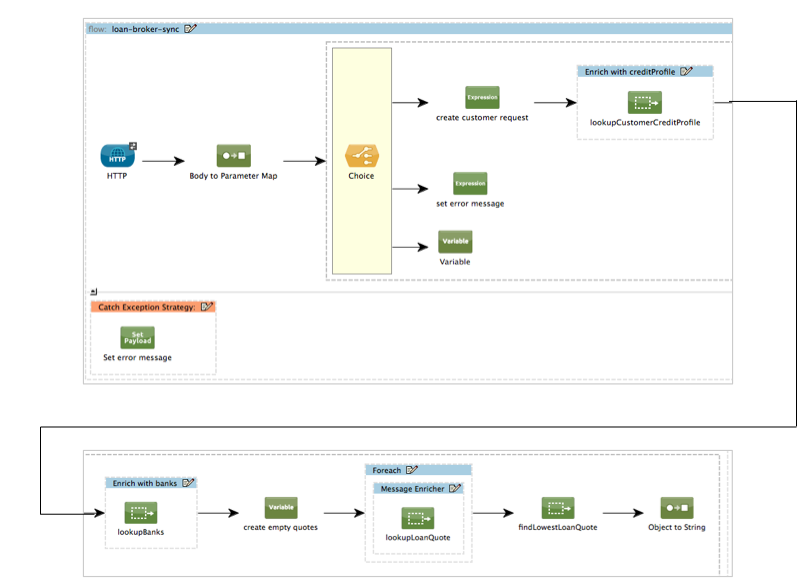 flow: loan-broker-sync
Enrich with creditProfile
Expression
create customer request
lookupCustomerCreditProfile
HTTP
HTTP
Body to Parameter Map
Choice
Expression
set error message
Variable
Variable
Catch Exception Strategy:
Set
Payload
Set error message
Foreach
Enrich with banks
Message Enricher
Variable
lookupBanks
create empty quotes
lookupLoanQuote
findLowestLoanQuote
Object to String